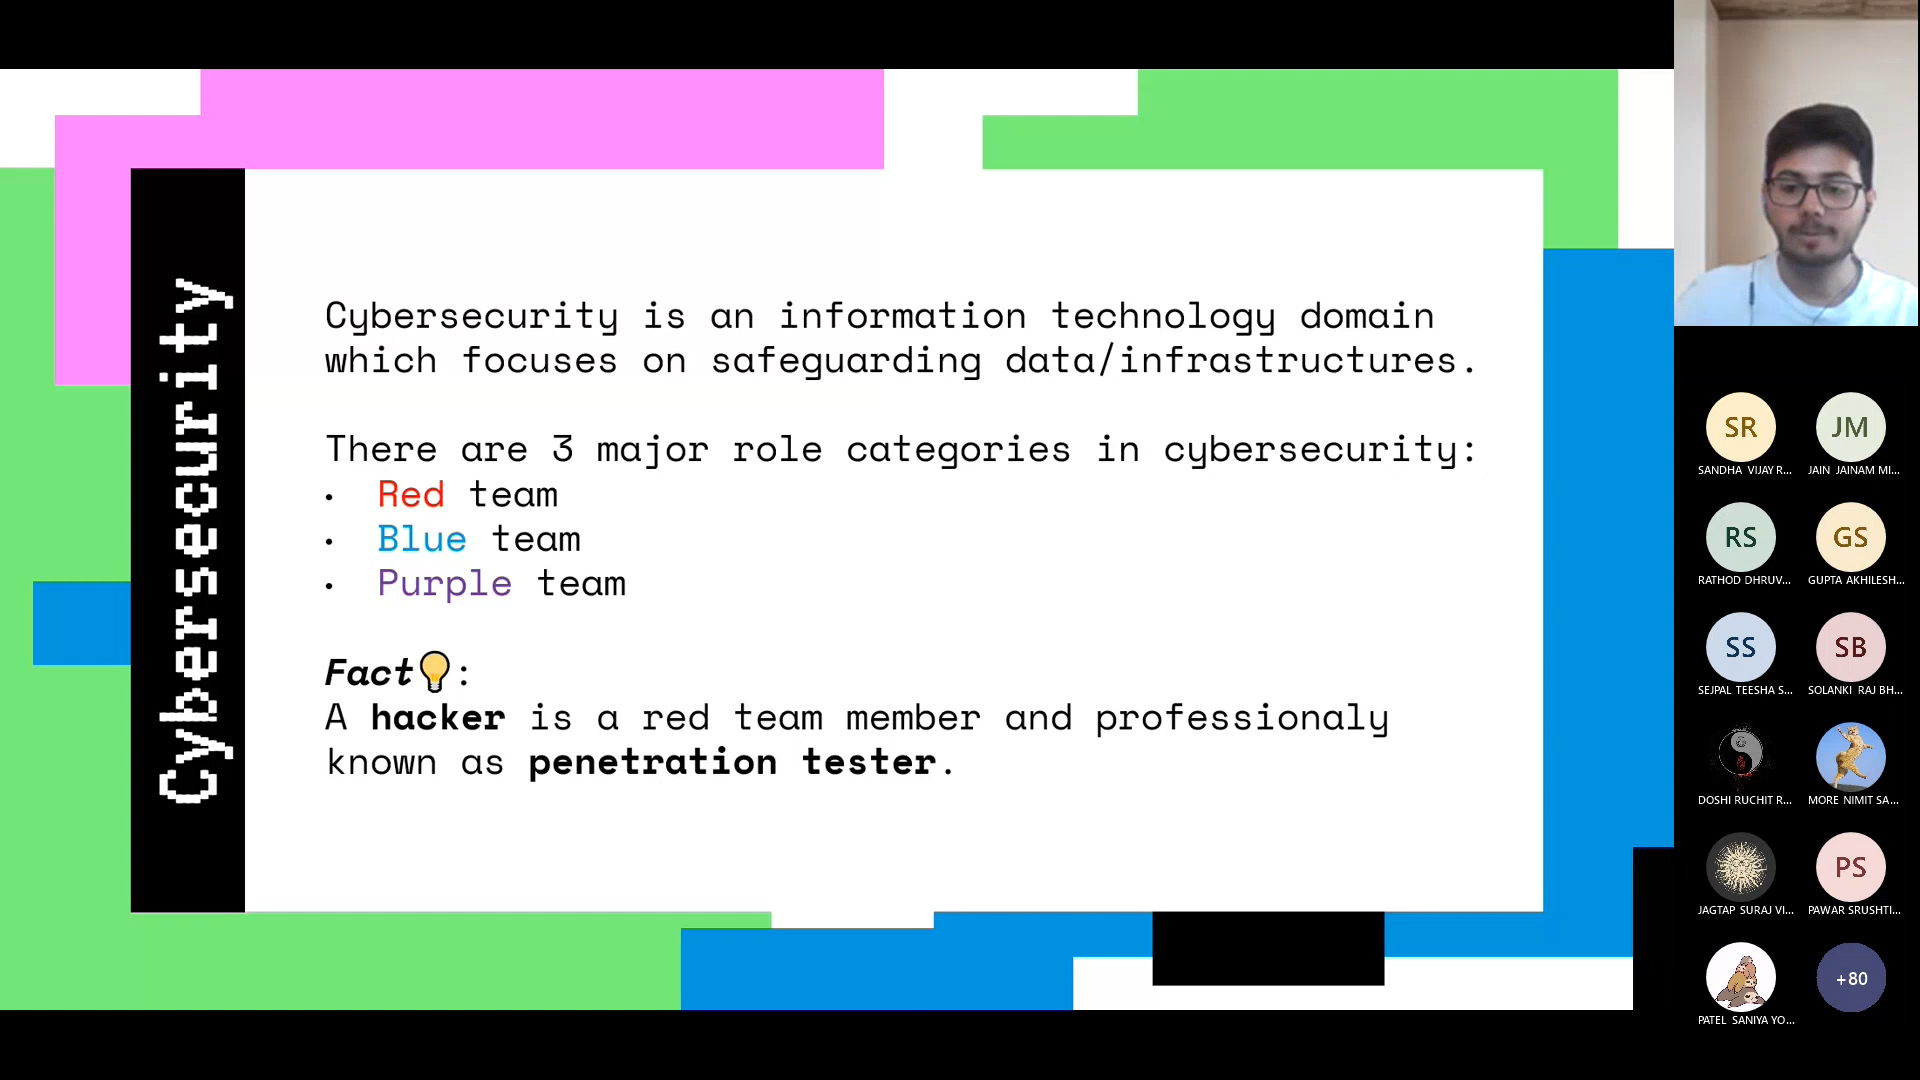 Cybersecurity
Cybersecurity is an information technology domain
which focuses on safeguarding data/infrastructures.
There are 3 major role categories in cybersecurity:
• Red team
• Blue team
• Purple team
Fact💡:
A hacker is a red team member and professionaly
known as penetration tester.
SR
JM
SANDHA VIJAY R...
JAIN JAINAM MI...
RS
GS
RATHOD DHRUV...
GUPTA AKHILESH...
SS
SB
SEJPAL TEESHA S...
SOLANKI RAJ BH...
DOSHI RUCHIT R...
MORE NIMIT SA...
PS
JAGTAP SURAJ VI...
PAWAR SRUSHTI...
+80
PATEL SANIYA YO...